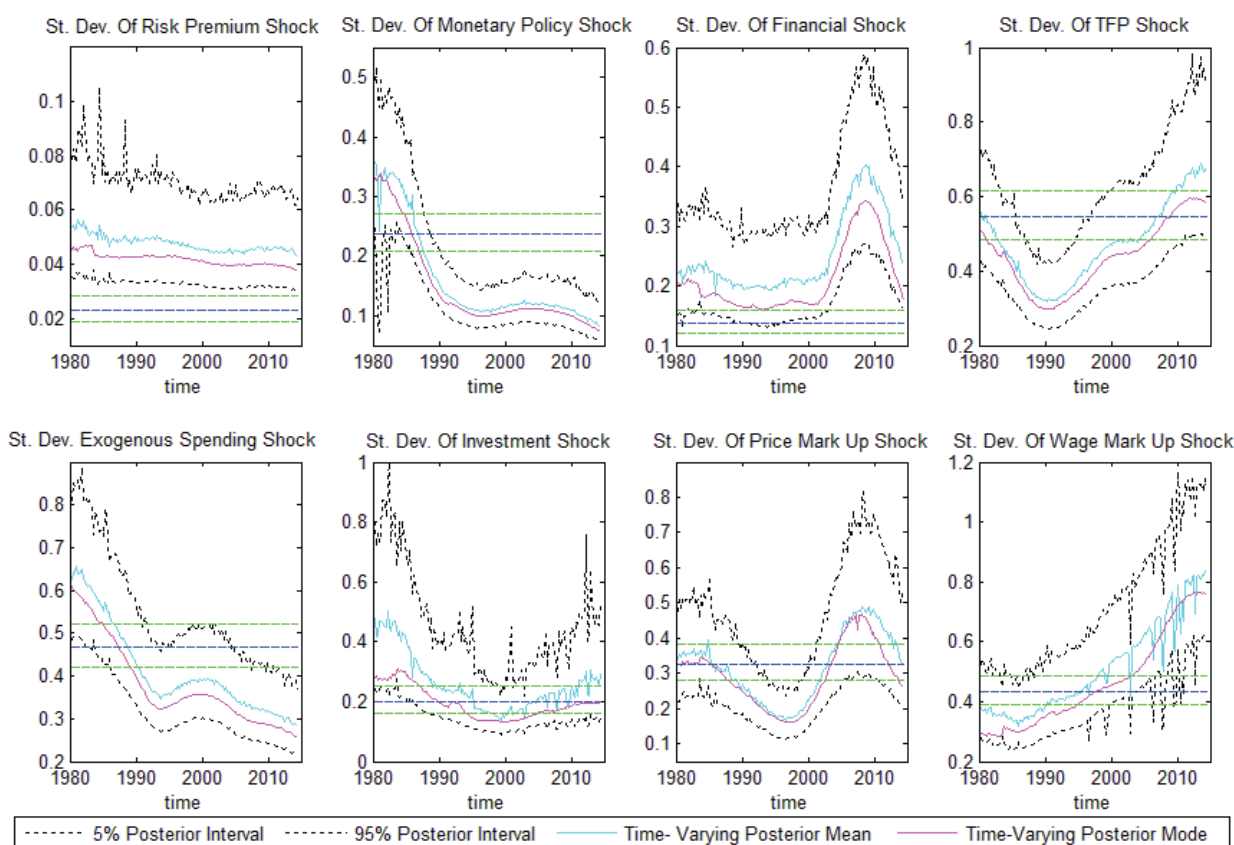 St. Dev. Of Risk Premium Shock
0.1
0.08
0.06
0.04
0.02
1980 1990 2000 2010
time
St. Dev. Of Monetary Policy Shock
0.5
0.4
0.3
0.2
0.1
1980 1990 2000 2010
time
St. Dev. Of Financial Shock
0.6
0.5
0.4
0.3
0.2
0.1
1980 1990 2000 2010
time
St. Dev. Of TFP Shock
1
0.8
0.6
0.4
0.2
1980 1990 2000 2010
time
St. Dev. Exogenous Spending Shock
0.8
0.7
0.6
0.5
0.4
0.3
0.2
1980 1990 2000 2010
time
St. Dev. Of Investment Shock
1
0.8
0.6
0.4
0.2
0
1980 1990 2000 2010
time
St. Dev. Of Price Mark Up Shock
0.8
0.7
0.6
0.5
0.4
0.3
0.2
0.1
1980 1990 2000 2010
time
St. Dev. Of Wage Mark Up Shock
1.2
1
0.8
0.6
0.4
0.2
1980 1990 2000 2010
time
5% Posterior Interval 95% Posterior Interval Time- Varying Posterior Mean Time-Varying Posterior Mode